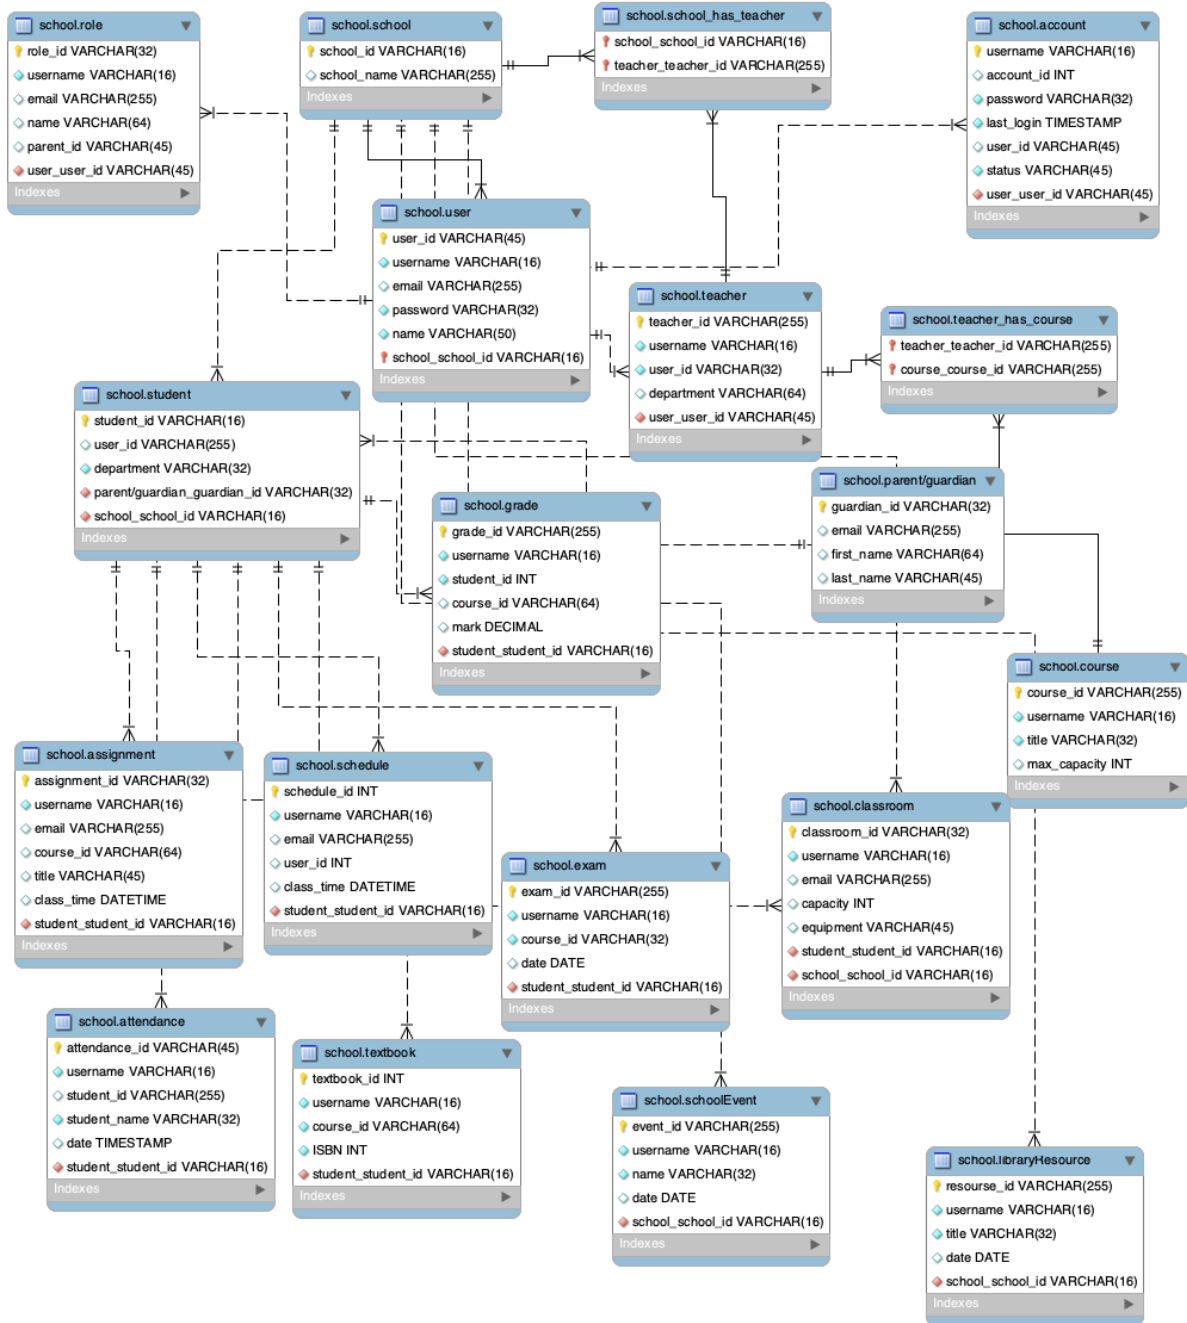 school.role
role_id VARCHAR(32)
username VARCHAR(16)
email VARCHAR(255)
name VARCHAR(64)
parent_id VARCHAR(45)
user_user_id VARCHAR(45)
Indexes
school.school
school_id VARCHAR(16)
school_name VARCHAR(255)
Indexes
school.school_has_teacher
school_school_id VARCHAR(16)
teacher_teacher_id VARCHAR(255)
Indexes
school.account
username VARCHAR(16)
account_id INT
password VARCHAR(32)
last_login TIMESTAMP
user_id VARCHAR(45)
status VARCHAR(45)
user_user_id VARCHAR(45)
Indexes
school.user
user_id VARCHAR(45)
username VARCHAR(16)
email VARCHAR(255)
password VARCHAR(32)
name VARCHAR(50)
school_school_id VARCHAR(16)
Indexes
school.teacher
teacher_id VARCHAR(255)
username VARCHAR(16)
user_id VARCHAR(32)
department VARCHAR(64)
user_user_id VARCHAR(45)
Indexes
school.teacher_has_course
teacher_teacher_id VARCHAR(255)
course_course_id VARCHAR(255)
Indexes
school.student
student_id VARCHAR(16)
user_id VARCHAR(255)
department VARCHAR(32)
parent/guardian_guardian_id VARCHAR(32)
school_school_id VARCHAR(16)
Indexes
school.grade
grade_id VARCHAR(255)
username VARCHAR(16)
student_id INT
course_id VARCHAR(64)
mark DECIMAL
student_student_id VARCHAR(16)
Indexes
school.parent/guardian
guardian_id VARCHAR(32)
email VARCHAR(255)
first_name VARCHAR(64)
last_name VARCHAR(45)
Indexes
school.course
course_id VARCHAR(255)
username VARCHAR(16)
title VARCHAR(32)
max_capacity INT
Indexes
school.assignment
assignment_id VARCHAR(32)
username VARCHAR(16)
email VARCHAR(255)
course_id VARCHAR(64)
title VARCHAR(45)
class_time DATETIME
student_student_id VARCHAR(16)
Indexes
school.schedule
schedule_id INT
username VARCHAR(16)
email VARCHAR(255)
user_id INT
class_time DATETIME
student_student_id VARCHAR(16)
Indexes
school.exam
exam_id VARCHAR(255)
username VARCHAR(16)
course_id VARCHAR(32)
date DATE
student_student_id VARCHAR(16)
Indexes
school.classroom
classroom_id VARCHAR(32)
username VARCHAR(16)
email VARCHAR(255)
capacity INT
equipment VARCHAR(45)
student_student_id VARCHAR(16)
school_school_id VARCHAR(16)
Indexes
school.attendance
attendance_id VARCHAR(45)
username VARCHAR(16)
student_id VARCHAR(255)
student_name VARCHAR(32)
date TIMESTAMP
student_student_id VARCHAR(16)
Indexes
school.textbook
textbook_id INT
username VARCHAR(16)
course_id VARCHAR(64)
ISBN INT
student_student_id VARCHAR(16)
Indexes
school.schoolEvent
event_id VARCHAR(255)
username VARCHAR(16)
name VARCHAR(32)
date DATE
school_school_id VARCHAR(16)
Indexes
school.libraryResource
resourse_id VARCHAR(255)
username VARCHAR(16)
title VARCHAR(32)
date DATE
school_school_id VARCHAR(16)
Indexes